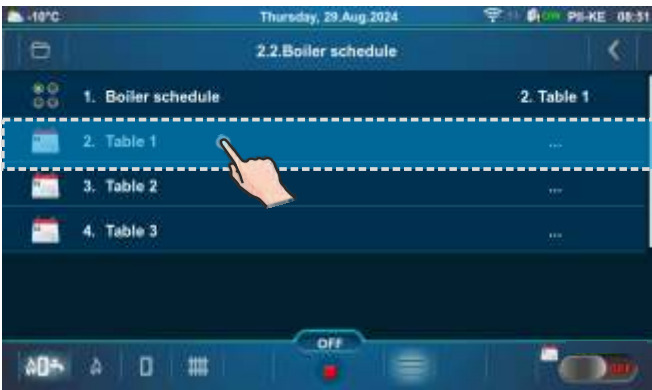 -10°C Thursday, 29.Aug.2024 PII-KE 08:51
2.2.Boiler schedule
1. Boiler schedule 2. Table 1
2. Table 1 ...
3. Table 2 ...
4. Table 3 ...
OFF
OFF